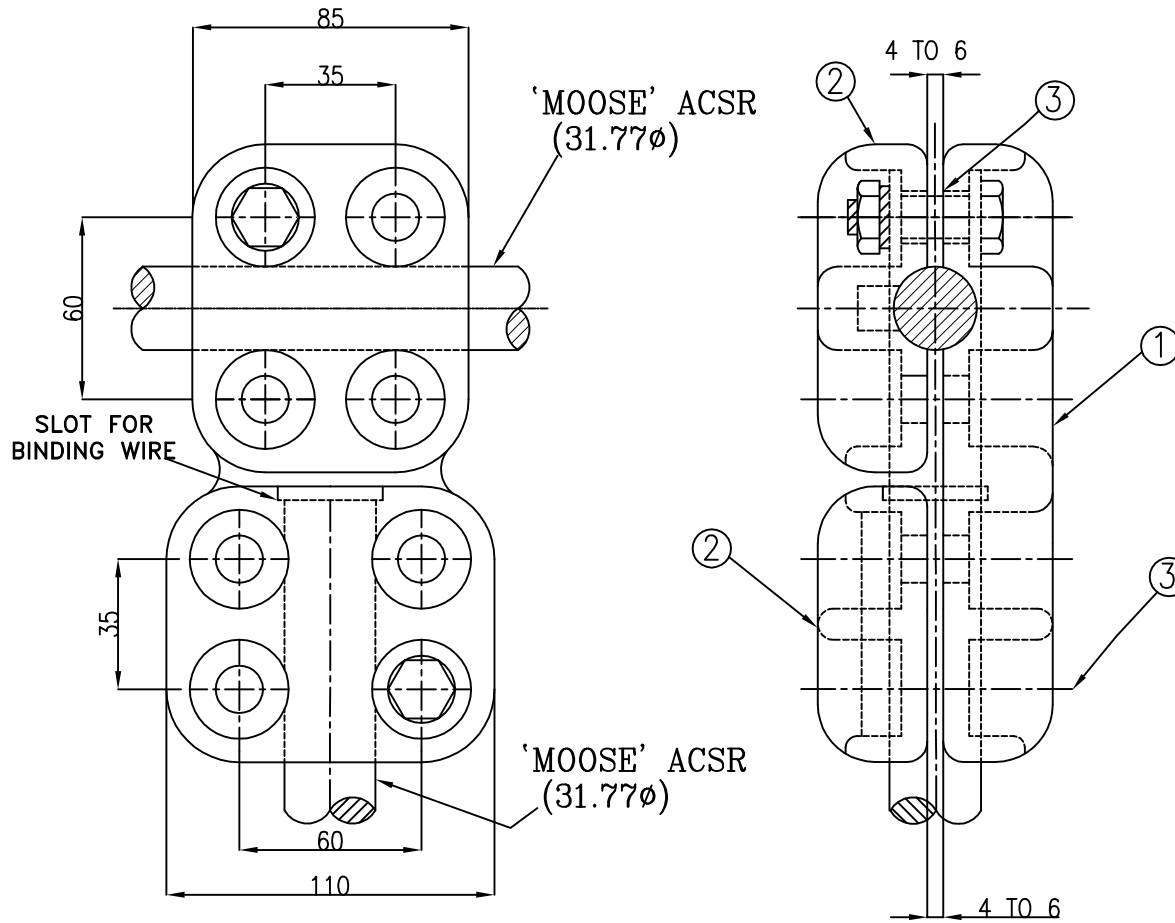 85
35
4 TO 6
2
3
‘MOOSE’ ACSR
(31.77ø)
60
1
SLOT FOR
BINDING WIRE
2
3
35
‘MOOSE’ ACSR
(31.77ø)
60
110
4 TO 6